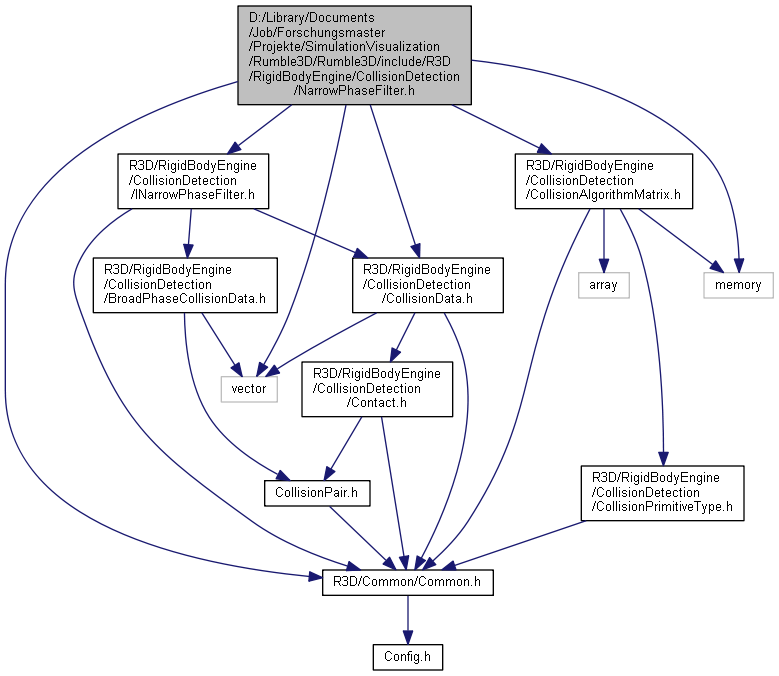 D:/Library/Documents
/Job/Forschungsmaster
/Projekte/SimulationVisualization
/Rumble3D/Rumble3D/include/R3D
/RigidBodyEngine/CollisionDetection
/NarrowPhaseFilter.h
R3D/RigidBodyEngine
/CollisionDetection
/INarrowPhaseFilter.h
R3D/RigidBodyEngine
/CollisionDetection
/CollisionAlgorithmMatrix.h
R3D/RigidBodyEngine
/CollisionDetection
/BroadPhaseCollisionData.h
R3D/RigidBodyEngine
/CollisionDetection
/CollisionData.h
array
memory
vector
R3D/RigidBodyEngine
/CollisionDetection
/Contact.h
CollisionPair.h
R3D/RigidBodyEngine
/CollisionDetection
/CollisionPrimitiveType.h
R3D/Common/Common.h
Config.h